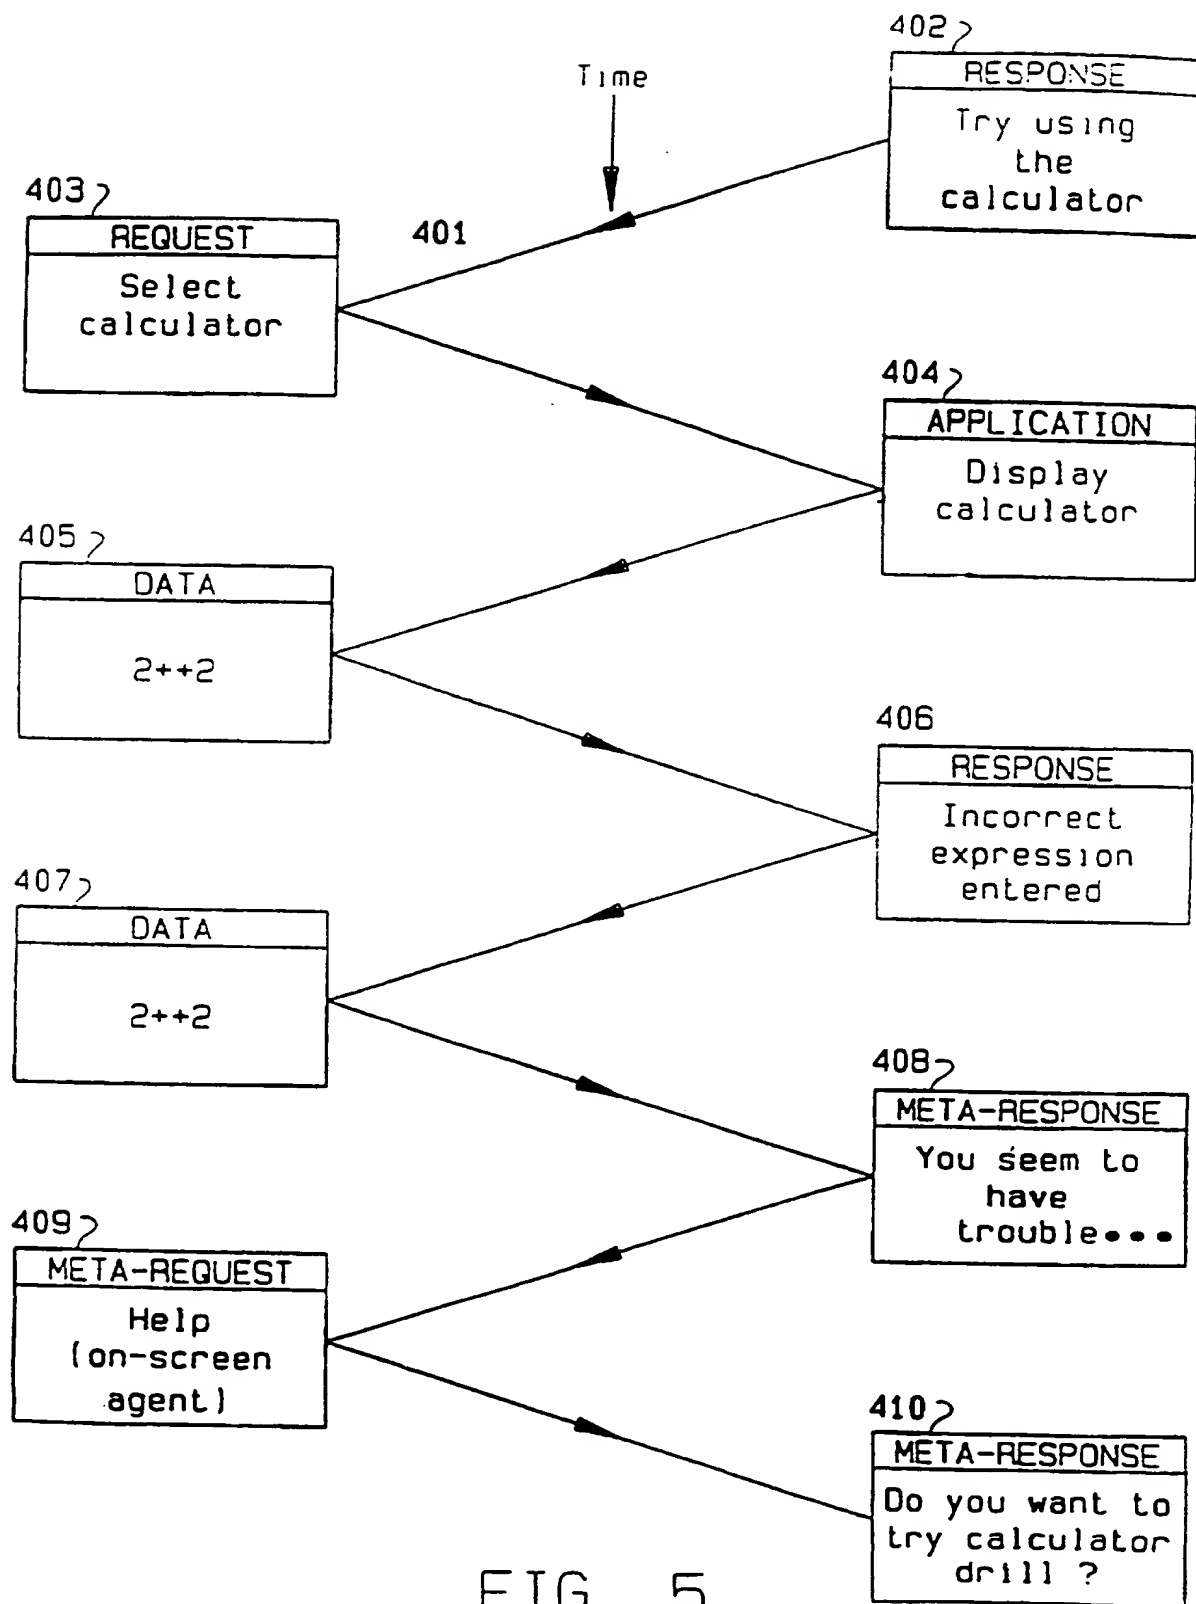 402
RESPONSE
Try using
the
calculator
Time
403
REQUEST
Select
calculator
401
404
APPLICATION
Display
calculator
405
DATA
2++2
406
RESPONSE
Incorrect
expression
entered
407
DATA
2++2
408
META-RESPONSE
You seem to
have
trouble•••
409
META-REQUEST
Help
(on-screen
agent)
410
META-RESPONSE
Do you want to
try calculator
drill ?
FIG. 5